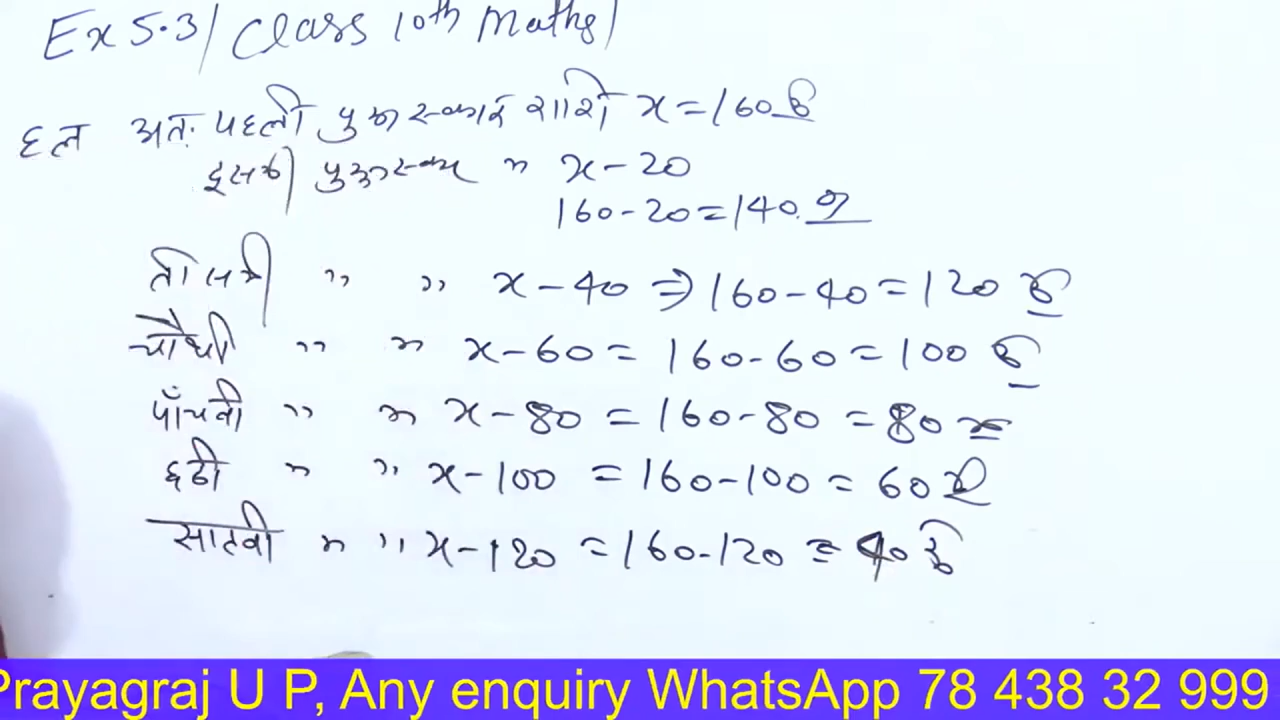 Ex 5.3/ Class 10th Maths/
हल अतः पहली पुरस्कार राशि x = 160 रु
दूसरी पुरस्कार " x - 20
160 - 20 = 140 रु
तीसरी " " x - 40 ⇒ 160 - 40 = 120 रु
चौथी " " x - 60 = 160 - 60 = 100 रु
पाँचवी " " x - 80 = 160 - 80 = 80 रु
छठी " " x - 100 = 160 - 100 = 60 रु
सातवी " " x - 120 = 160 - 120 = 40 रु
Prayagraj U P, Any enquiry WhatsApp 78 438 32 999